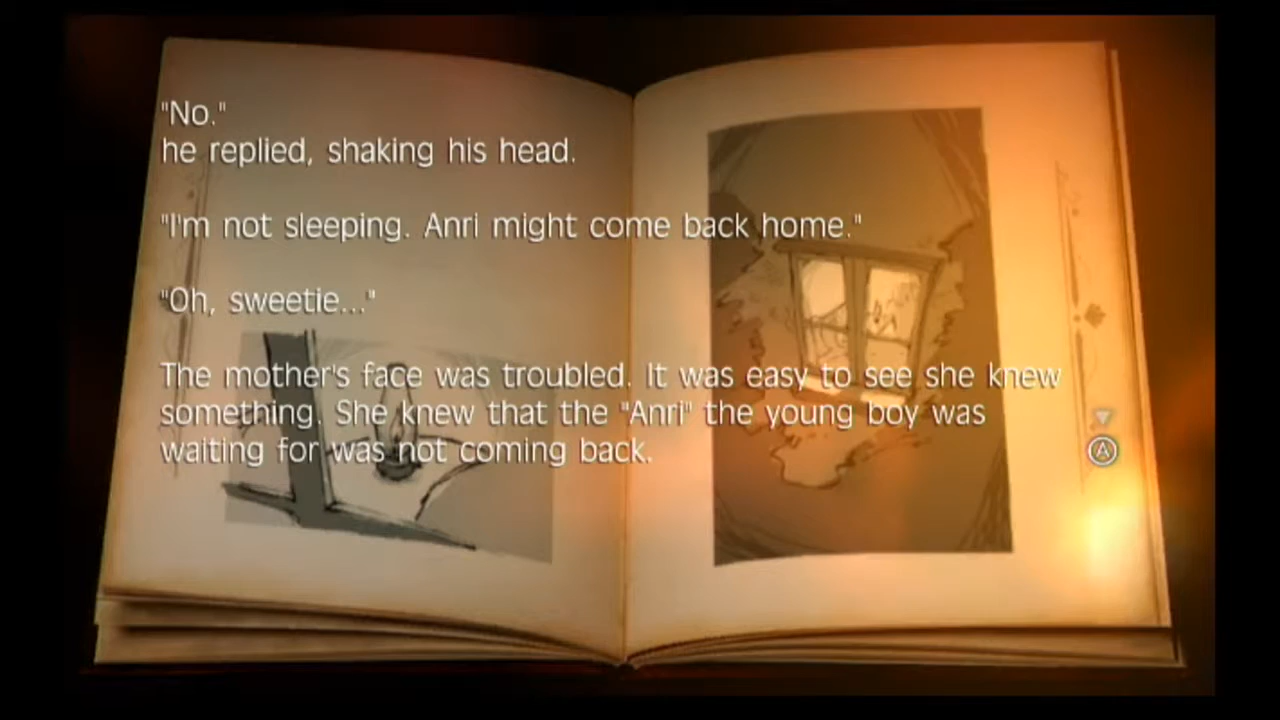 "No."
he replied, shaking his head.
"I'm not sleeping. Anri might come back home."
"Oh, sweetie..."
The mother's face was troubled. It was easy to see she knew
something. She knew that the "Anri" the young boy was
waiting for was not coming back.
A